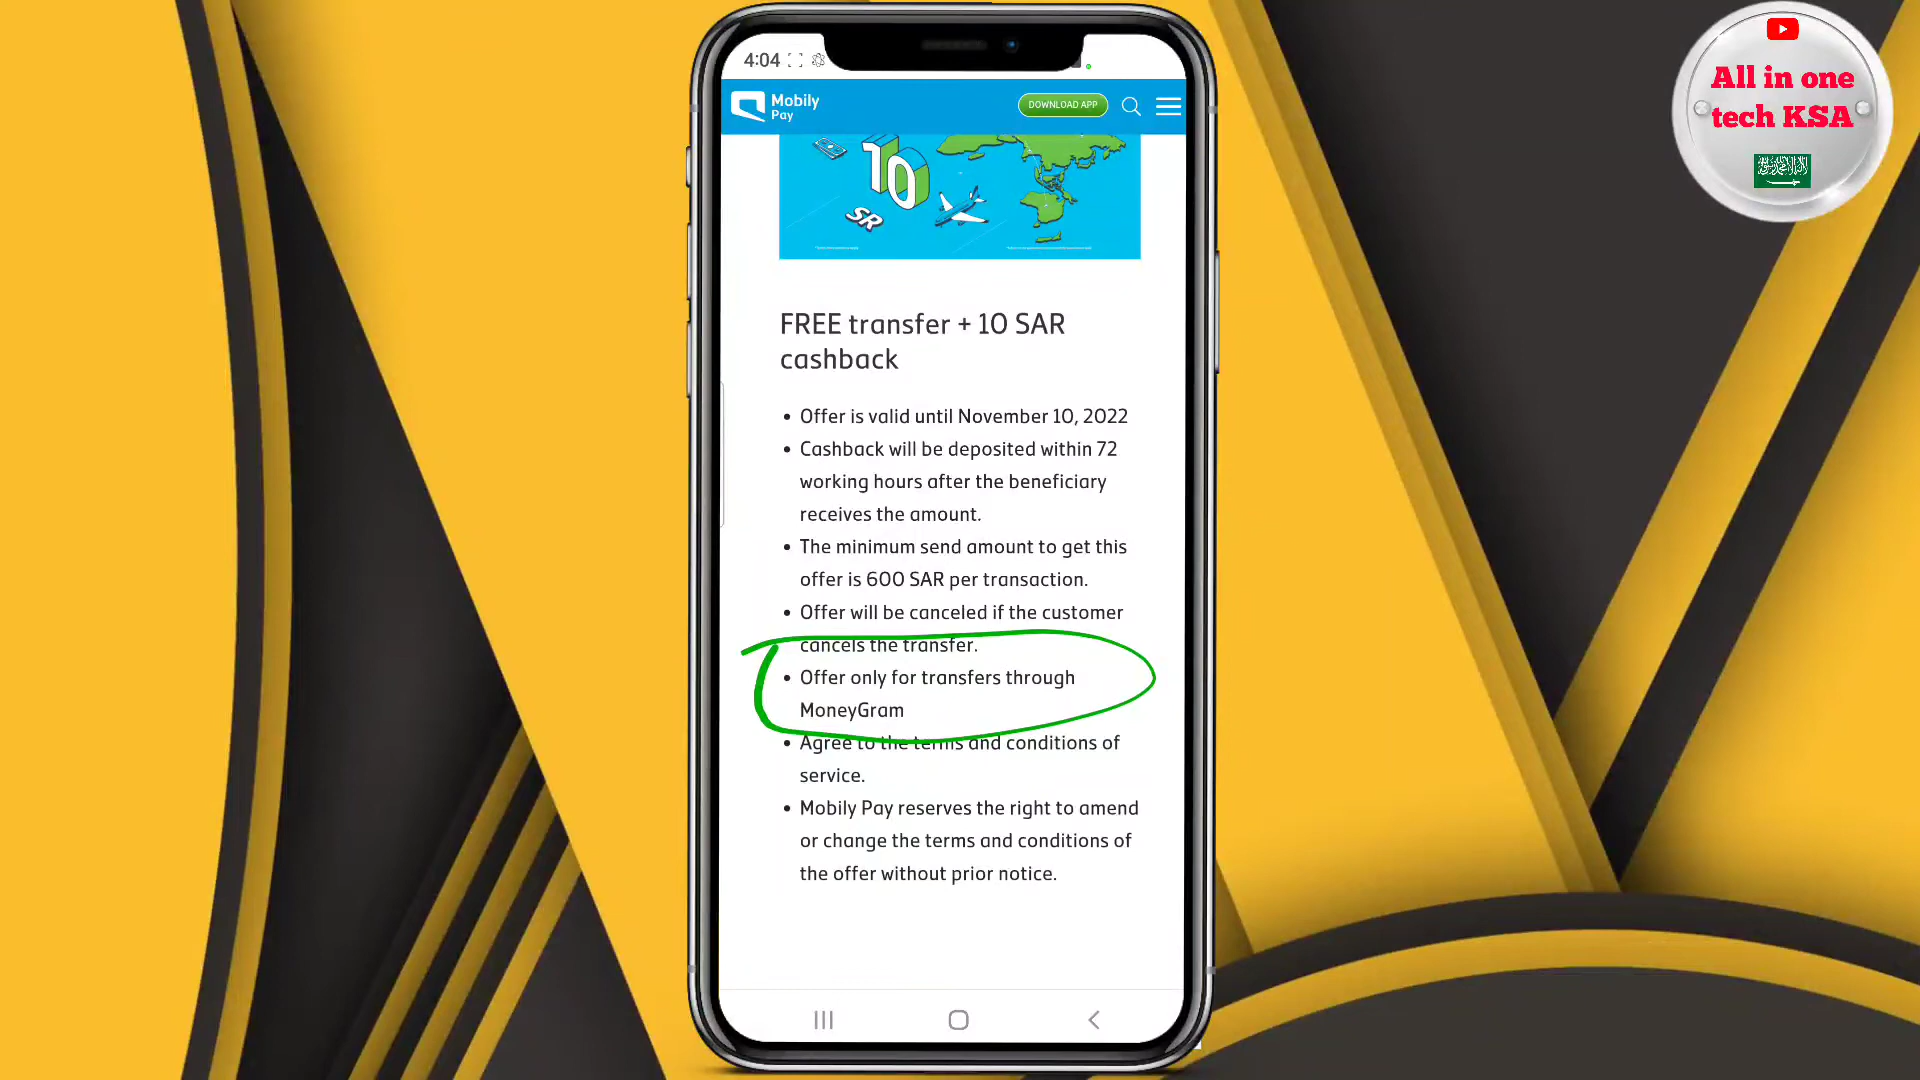 All in one
tech KSA
4:04
Mobily
Pay
DOWNLOAD APP
10
SR
FREE transfer + 10 SAR
cashback
• Offer is valid until November 10, 2022
• Cashback will be deposited within 72
working hours after the beneficiary
receives the amount.
• The minimum send amount to get this
offer is 600 SAR per transaction.
• Offer will be canceled if the customer
cancels the transfer.
• Offer only for transfers through
MoneyGram
• Agree to the terms and conditions of
service.
• Mobily Pay reserves the right to amend
or change the terms and conditions of
the offer without prior notice.